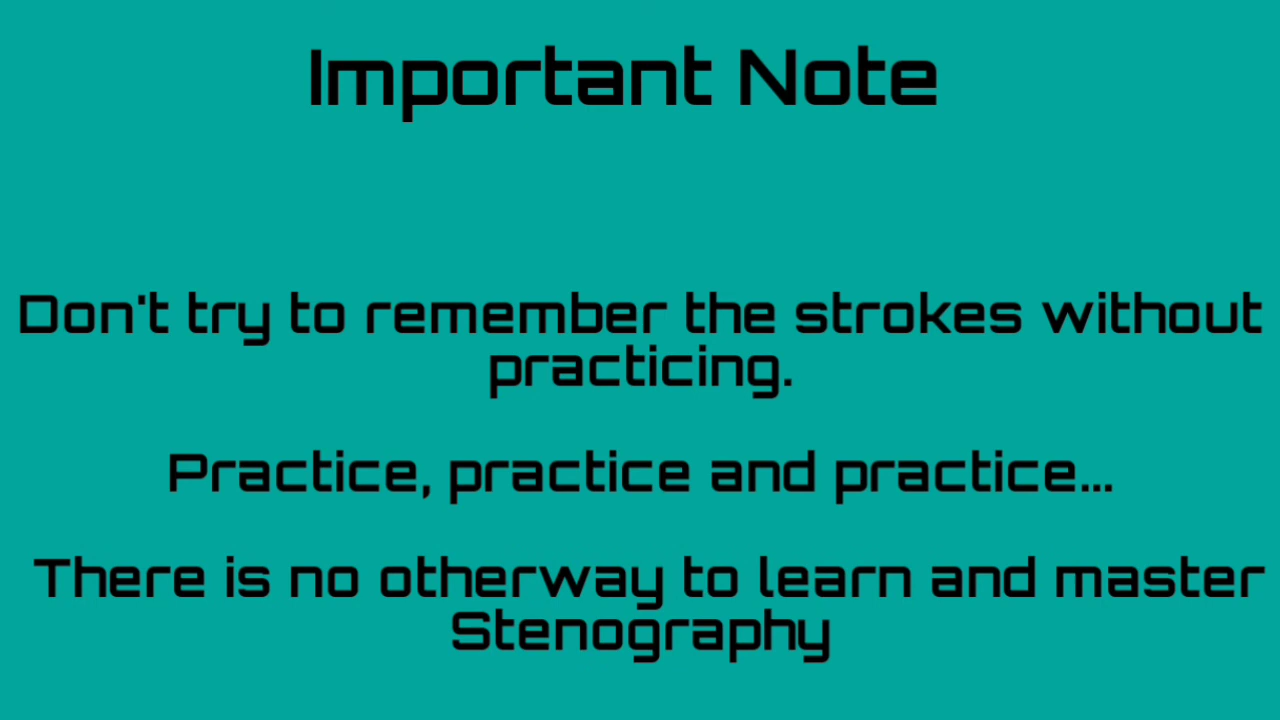 Important Note
Don't try to remember the strokes without
practicing.
Practice, practice and practice...
There is no otherway to learn and master
Stenography